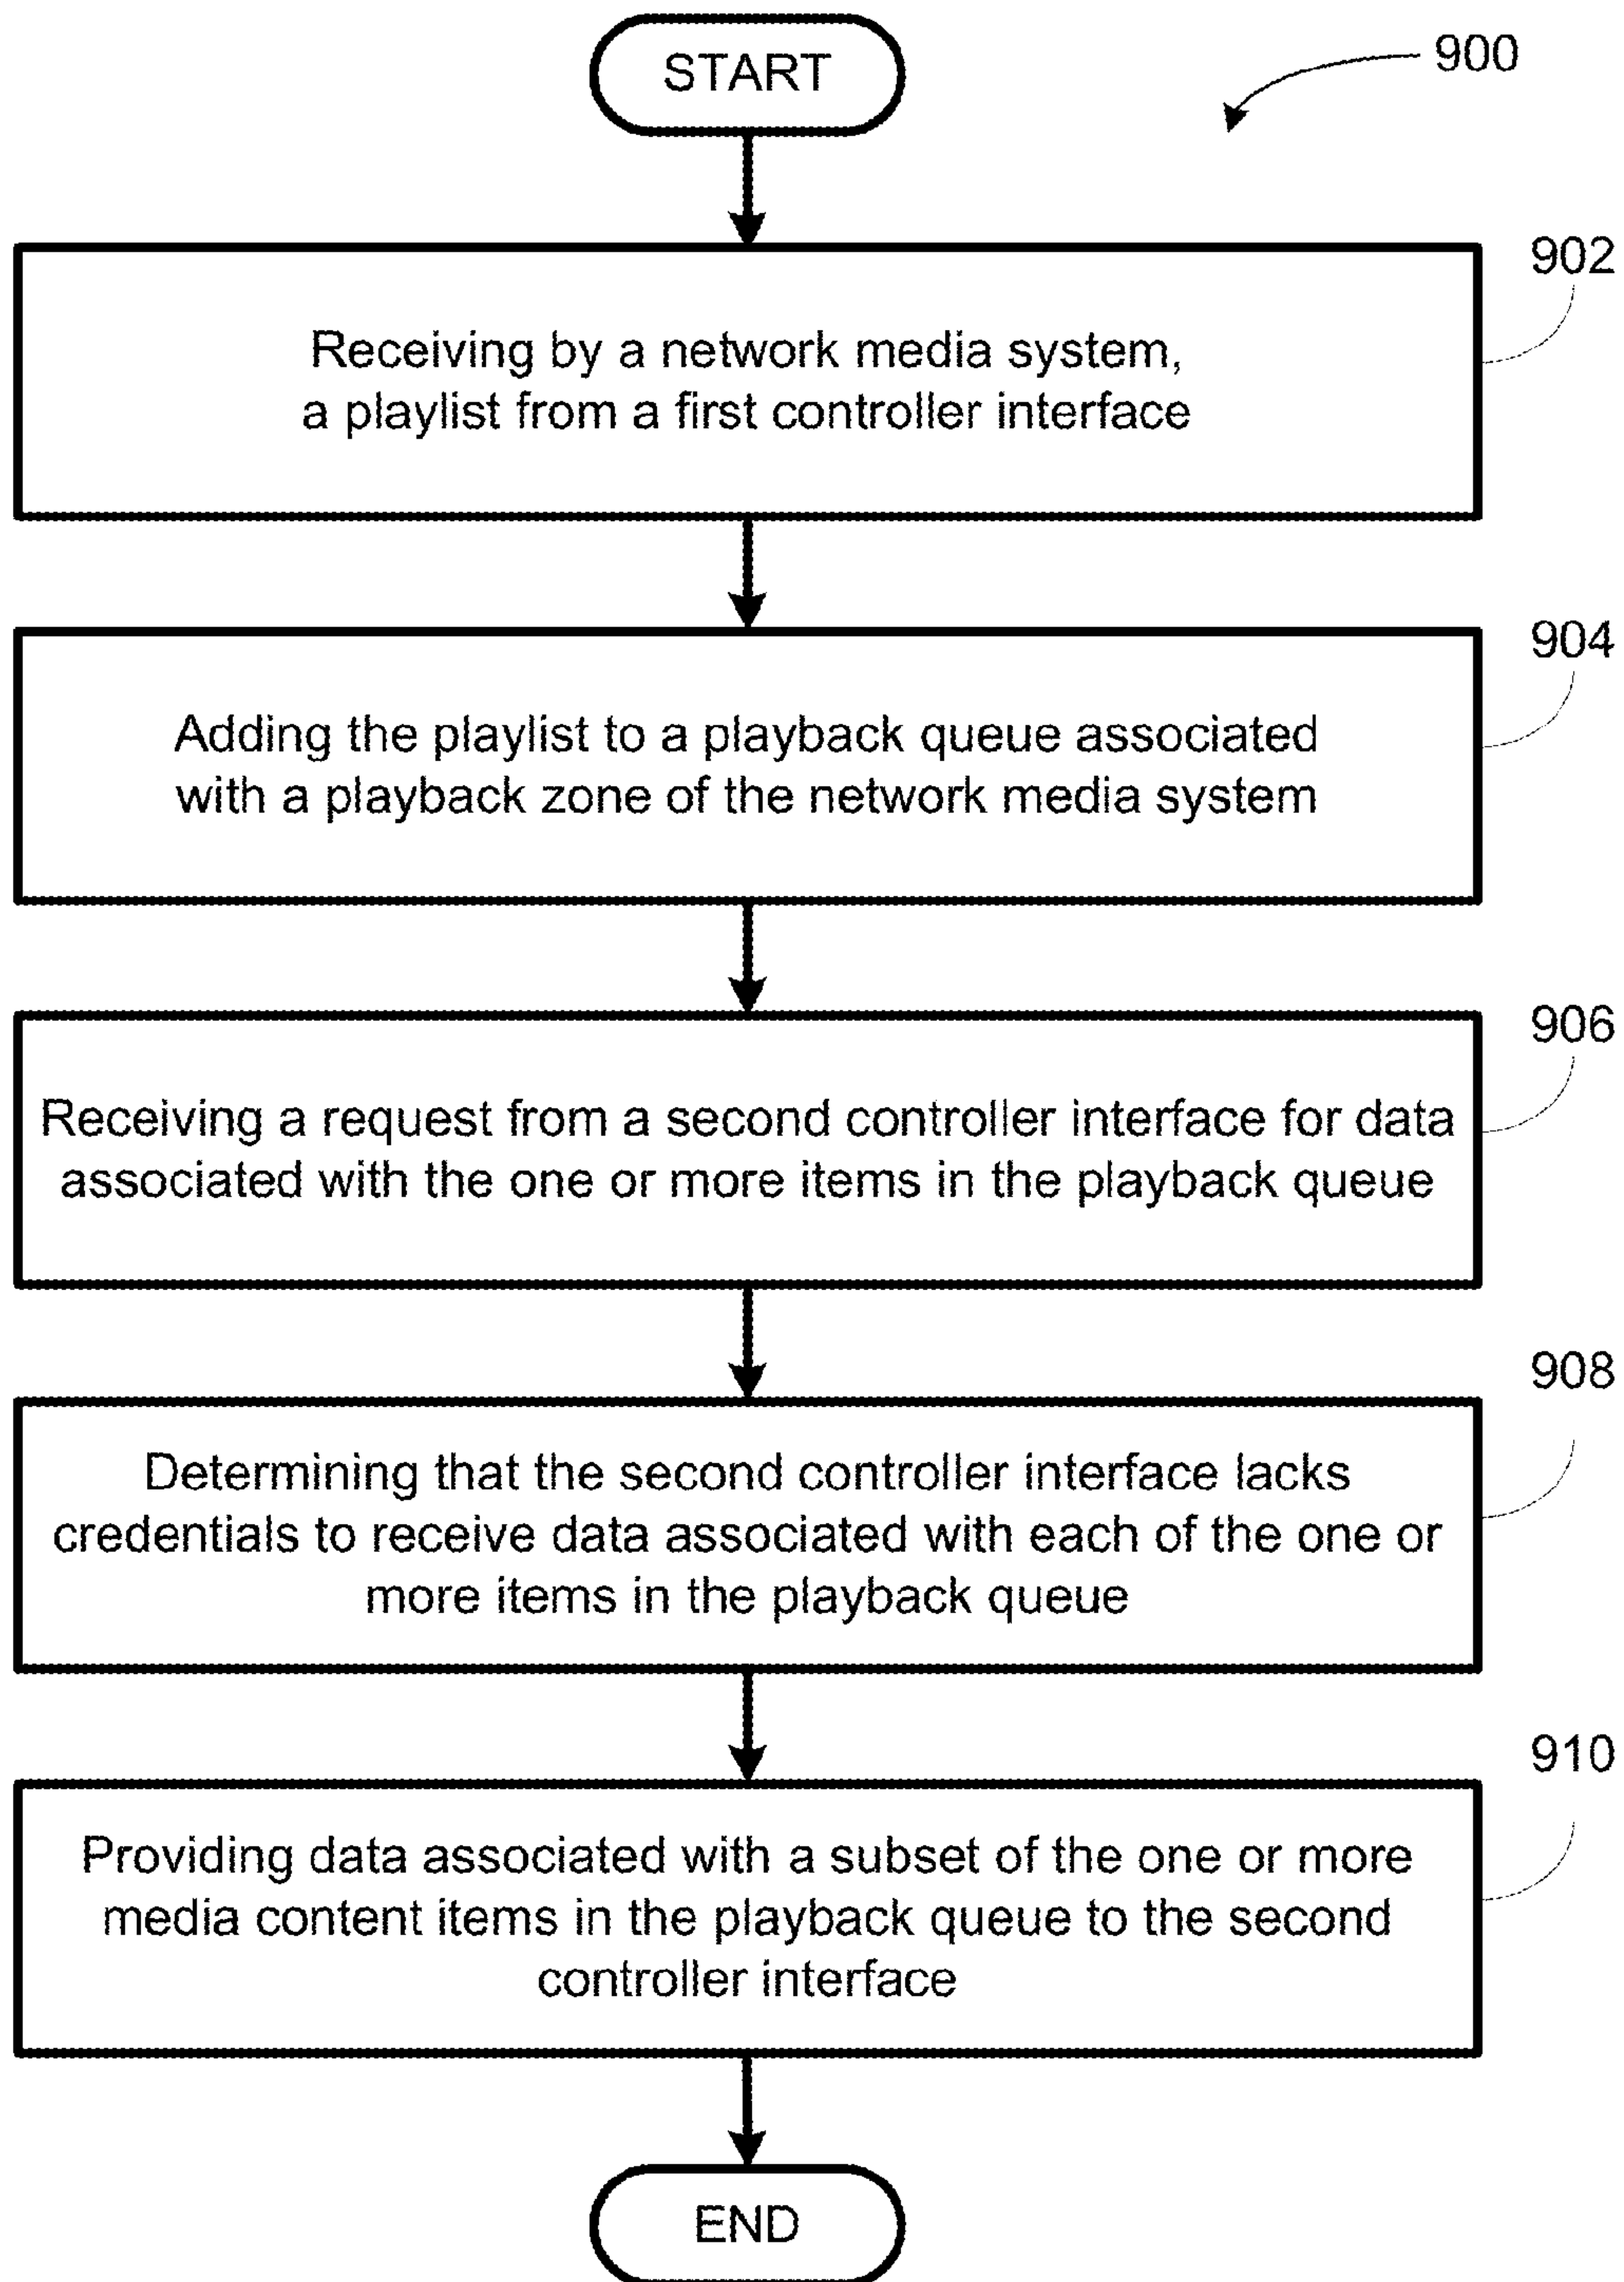 START
900
902
Receiving by a network media system,
a playlist from a first controller interface
904
Adding the playlist to a playback queue associated
with a playback zone of the network media system
906
Receiving a request from a second controller interface for data
associated with the one or more items in the playback queue
908
Determining that the second controller interface lacks
credentials to receive data associated with each of the one or
more items in the playback queue
910
Providing data associated with a subset of the one or more
media content items in the playback queue to the second
controller interface
END